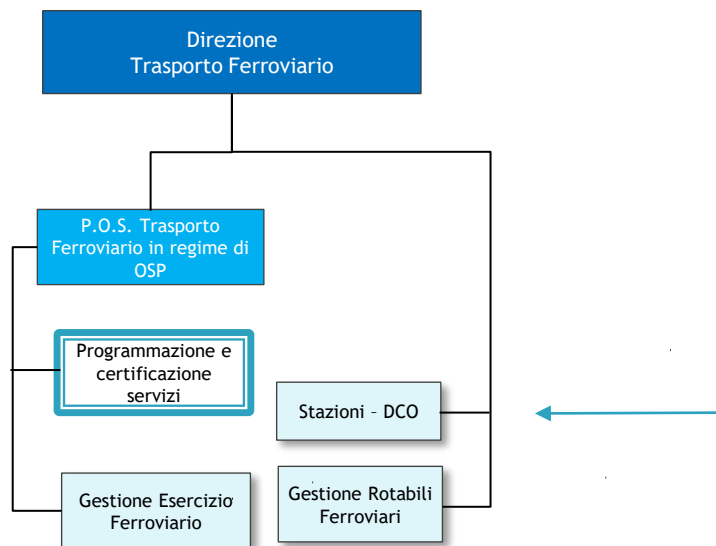 Direzione
Trasporto Ferroviario
P.O.S. Trasporto
Ferroviario in regime di
OSP
Programmazione e
certificazione
servizi
Stazioni – DCO
Gestione Esercizio
Ferroviario
Gestione Rotabili
Ferroviari